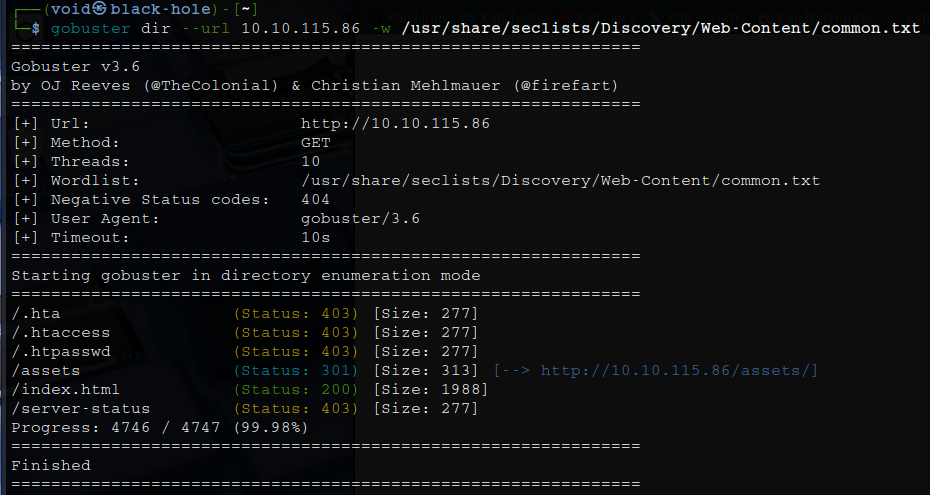 ┌──(void㉿black-hole)-[~]
└─$ gobuster dir --url 10.10.115.86 -w /usr/share/seclists/Discovery/Web-Content/common.txt
===============================================================
Gobuster v3.6
by OJ Reeves (@TheColonial) & Christian Mehlmauer (@firefart)
===============================================================
[+] Url:                     http://10.10.115.86
[+] Method:                  GET
[+] Threads:                 10
[+] Wordlist:                /usr/share/seclists/Discovery/Web-Content/common.txt
[+] Negative Status codes:   404
[+] User Agent:              gobuster/3.6
[+] Timeout:                 10s
===============================================================
Starting gobuster in directory enumeration mode
===============================================================
/.hta                 (Status: 403) [Size: 277]
/.htaccess            (Status: 403) [Size: 277]
/.htpasswd            (Status: 403) [Size: 277]
/assets               (Status: 301) [Size: 313] [--> http://10.10.115.86/assets/]
/index.html           (Status: 200) [Size: 1988]
/server-status        (Status: 403) [Size: 277]
Progress: 4746 / 4747 (99.98%)
===============================================================
Finished
===============================================================